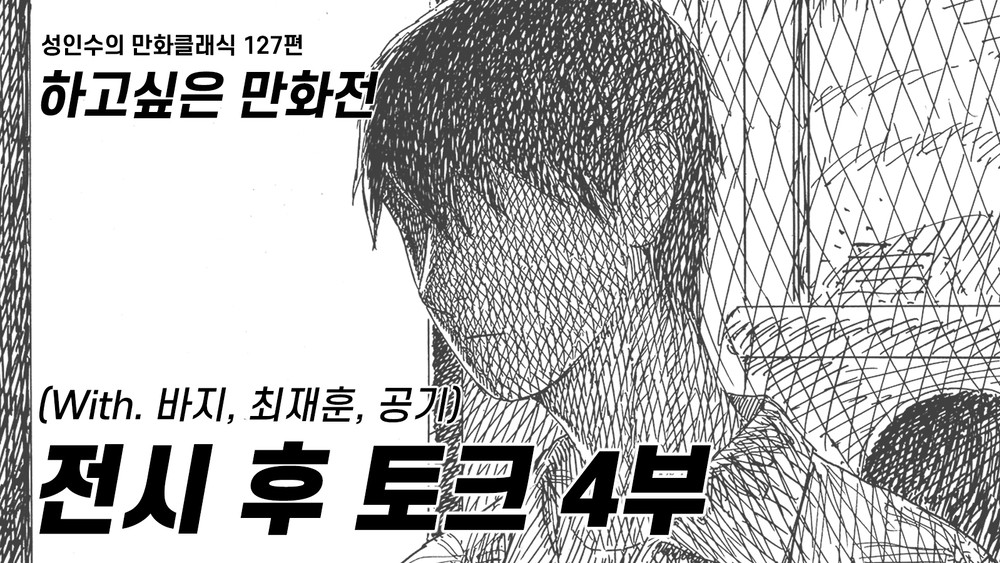 성인수의 만화클래식 127편
하고싶은 만화전
(With. 바지, 최재훈, 공기)
전시 후 토크 4부